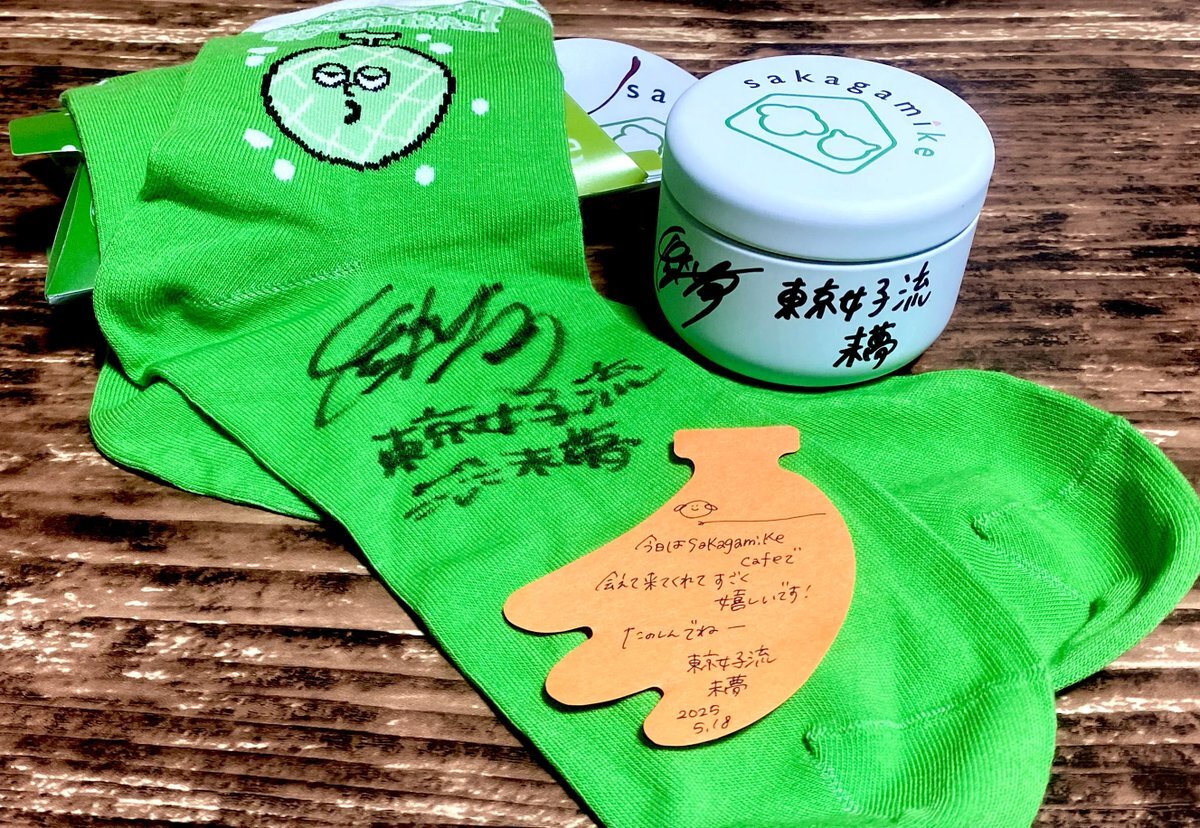 sakagamike
sa
東京女子流
未夢
東京女子流
未夢
今日はsakagamike
cafeで
会えて来てくれてすごく
嬉しいです!
たのしんでねー
東京女子流
未夢
2025
5.18